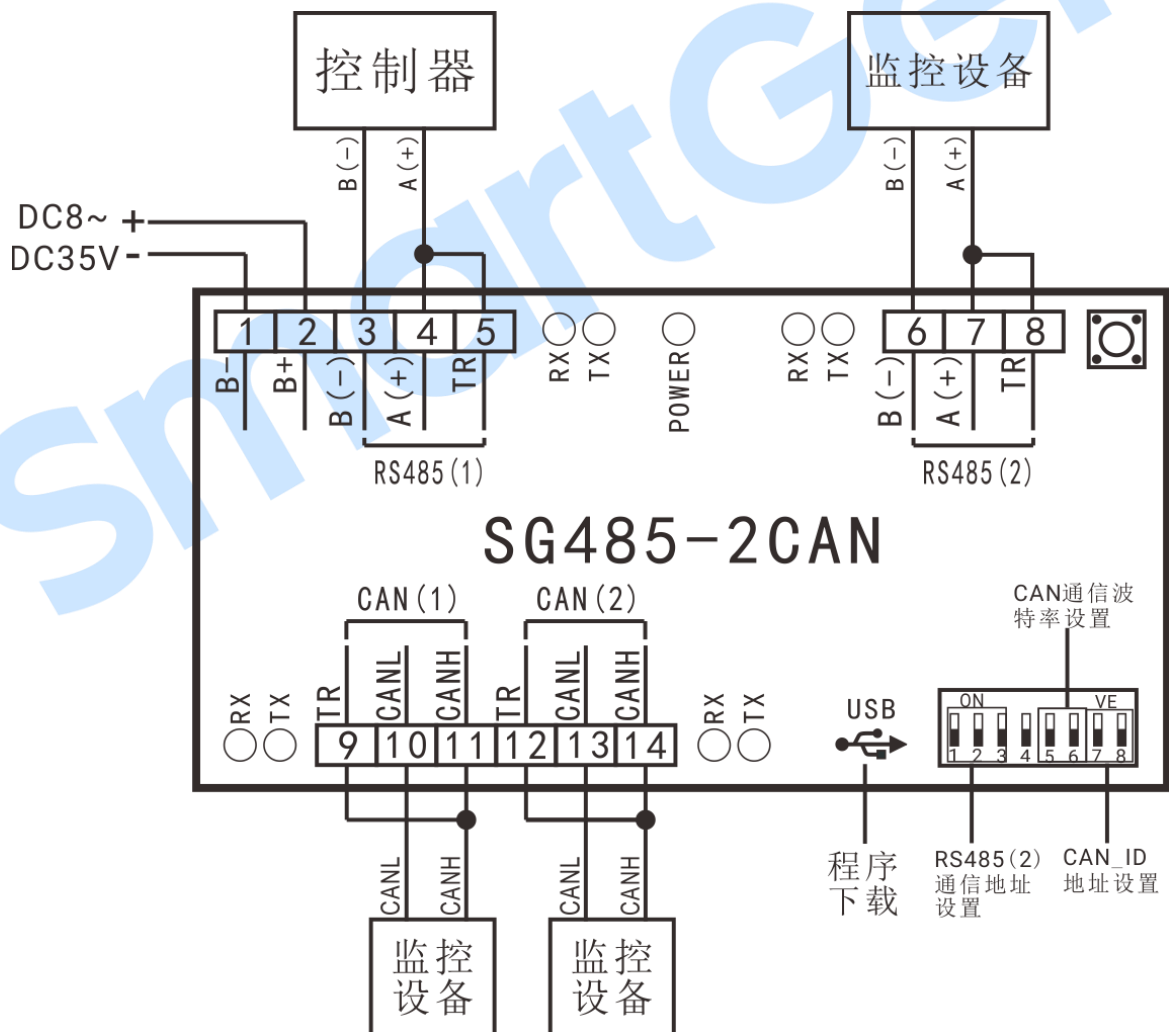 控制器
监控设备
B(-)
A(+)
B(-)
A(+)
DC8~ +
DC35V -
1 2 3 4 5
RX
TX
POWER
RX
TX
6 7 8
B-
B+
B(-)
A(+)
TR
B(-)
A(+)
TR
RS485(1)
RS485(2)
SmartGe
SG485-2CAN
CAN(1)
CAN(2)
CAN通信波
特率设置
TR
CANL
CANH
TR
CANL
CANH
RX
TX
9 10 11 12 13 14
RX
TX
USB
ON
VE
1 2 3 4 5 6 7 8
程序
下载
RS485(2)
通信地址
设置
CAN_ID
地址设置
CANL
CANH
CANL
CANH
监控
设备
监控
设备